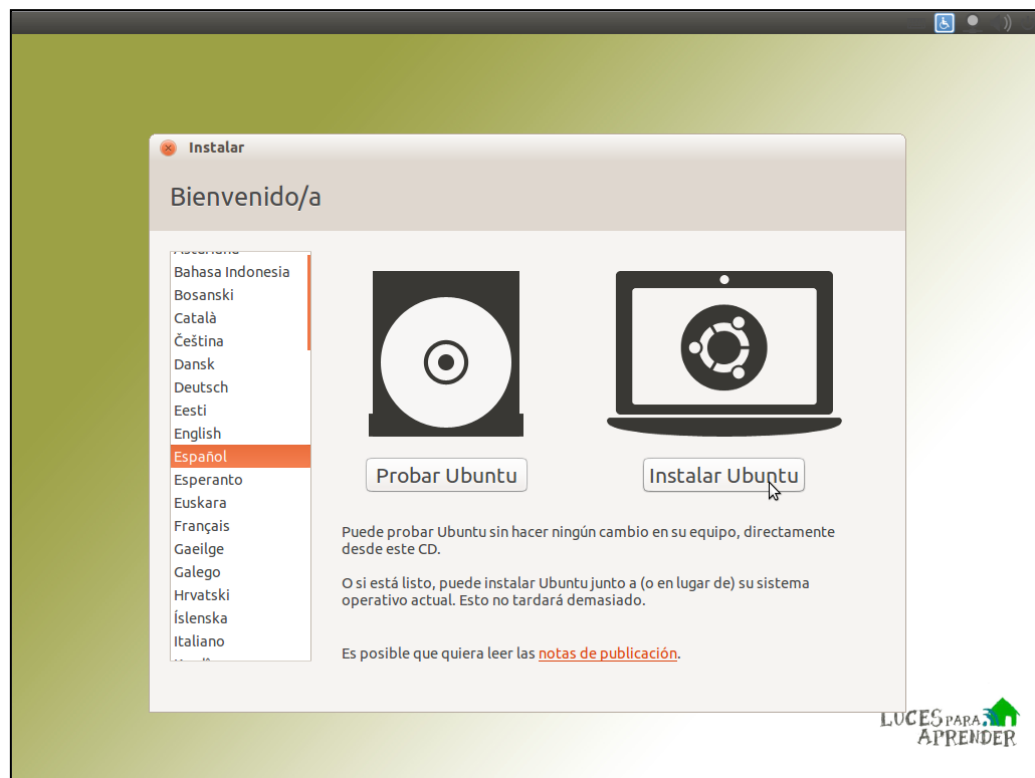 Instalar
Bienvenido/a
Bahasa Indonesia
Bosanski
Català
Čeština
Dansk
Deutsch
Eesti
English
Español
Esperanto
Euskara
Français
Gaeilge
Galego
Hrvatski
Íslenska
Italiano
Probar Ubuntu
Instalar Ubuntu
Puede probar Ubuntu sin hacer ningún cambio en su equipo, directamente
desde este CD.
O si está listo, puede instalar Ubuntu junto a (o en lugar de) su sistema
operativo actual. Esto no tardará demasiado.
Es posible que quiera leer las notas de publicación.
LUCES PARA
APRENDER